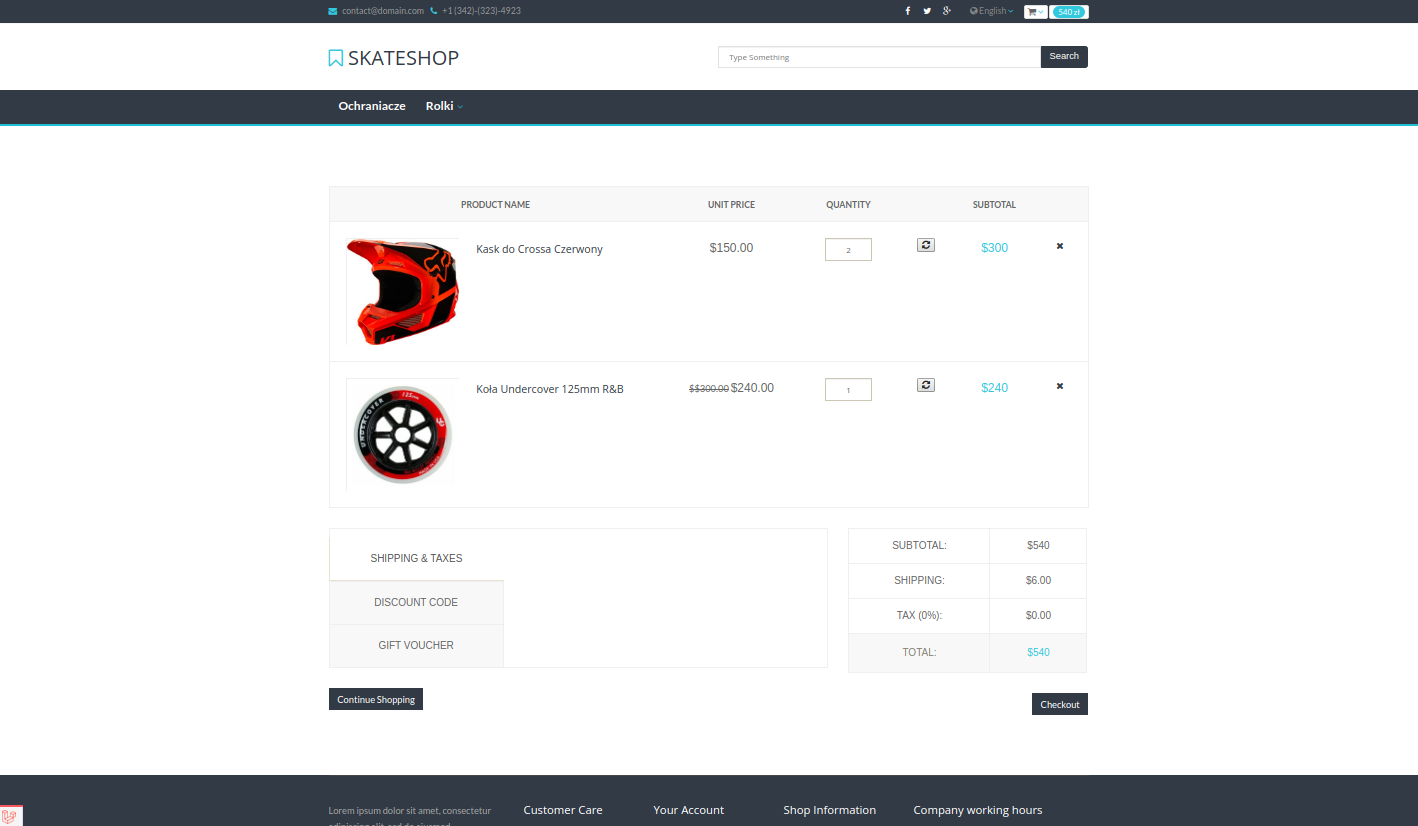 contact@domain.com +1 (342)-(323)-4923 English 540 zł
SKATESHOP
Type Something Search
Ochraniacze Rolki
PRODUCT NAME UNIT PRICE QUANTITY SUBTOTAL
Kask do Crossa Czerwony $150.00 2 $300
Koła Undercover 125mm R&B $$300.00 $240.00 1 $240
UNDERCOVER 125mm
SHIPPING & TAXES
DISCOUNT CODE
GIFT VOUCHER
SUBTOTAL: $540
SHIPPING: $6.00
TAX (0%): $0.00
TOTAL: $540
Continue Shopping
Checkout
Lorem ipsum dolor sit amet, consectetur
Customer Care Your Account Shop Information Company working hours